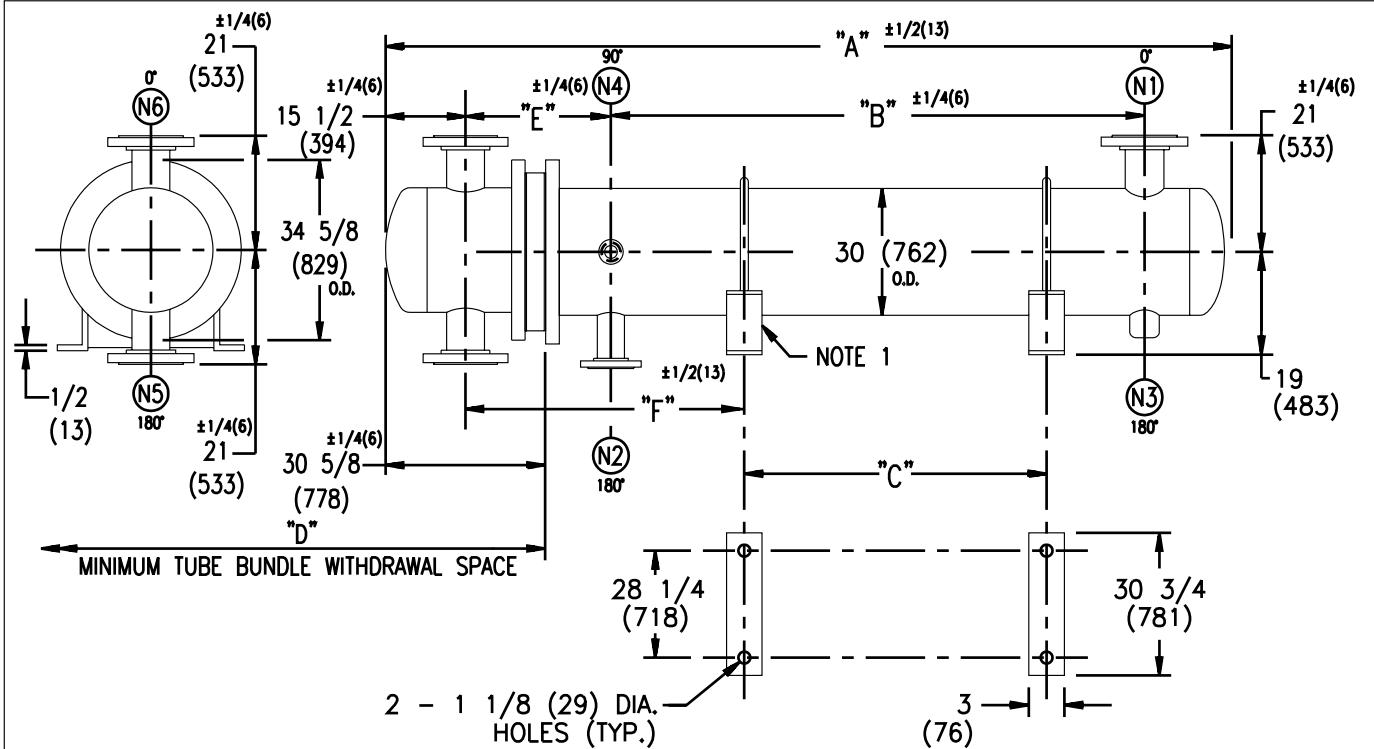 ±1/4(6)
21
(533)
0°
N6
±1/4(6)
15 1/2
(394)
"E"
±1/4(6)
90°
N4
"A"
±1/2(13)
"B"
±1/4(6)
0°
N1
±1/4(6)
21
(533)
34 5/8
(829)
O.D.
30 (762)
O.D.
NOTE 1
1/2
(13)
N5
180°
±1/4(6)
21
(533)
±1/2(13)
"F"
±1/4(6)
30 5/8
(778)
N2
180°
19
(483)
N3
180°
"C"
"D"
MINIMUM TUBE BUNDLE WITHDRAWAL SPACE
28 1/4
(718)
30 3/4
(781)
2 - 1 1/8 (29) DIA.
HOLES (TYP.)
3
(76)